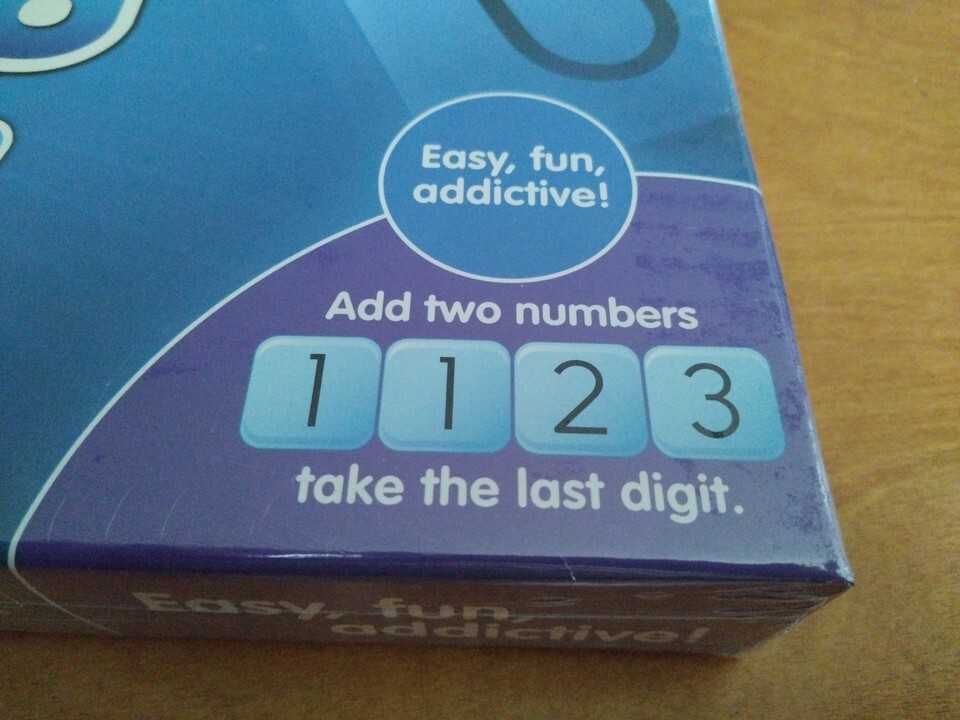 Easy, fun,
addictive!
Add two numbers
1 1 2 3
take the last digit.
Easy, fun,
addictive!